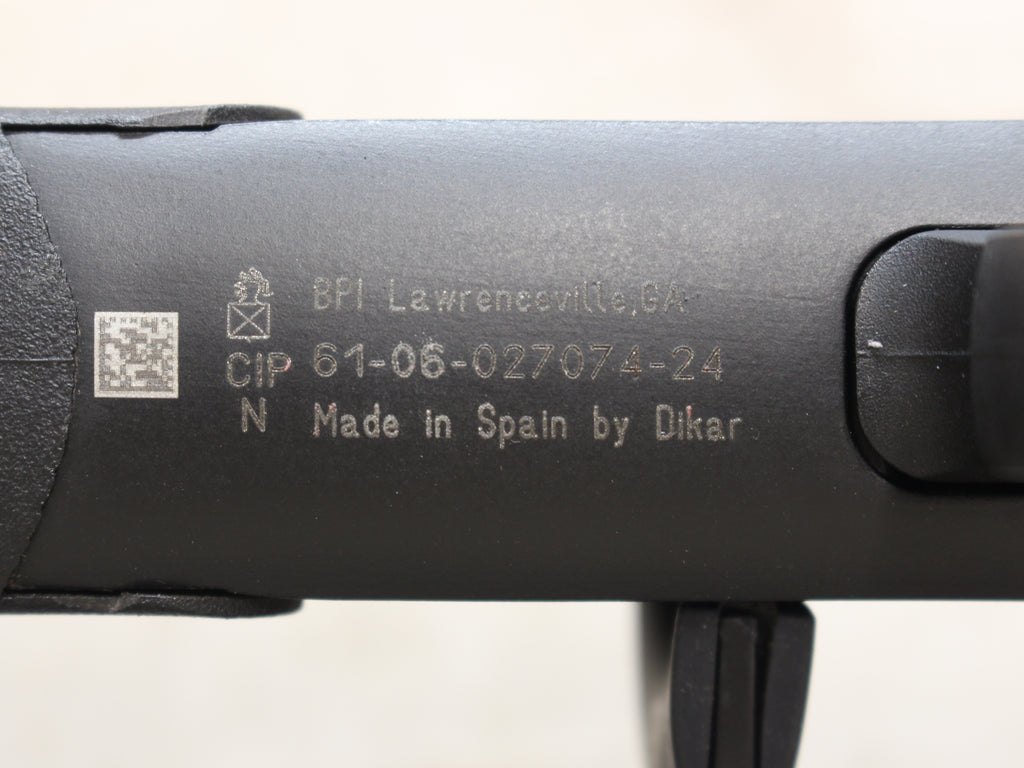 BPI Lawrenceville,GA
CIP 61-06-027074-24
N Made in Spain by Dikar